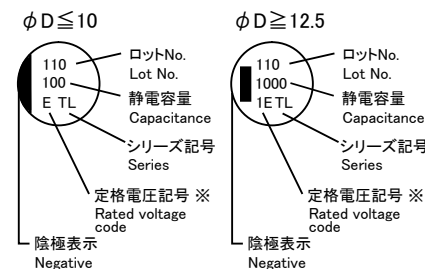 φD≦10
110
100
E TL
ロットNo.
Lot No.
静電容量
Capacitance
シリーズ記号
Series
定格電圧記号 ※
Rated voltage
code
陰極表示
Negative
φD≧12.5
110
1000
1E TL
ロットNo.
Lot No.
静電容量
Capacitance
シリーズ記号
Series
定格電圧記号 ※
Rated voltage
code
陰極表示
Negative